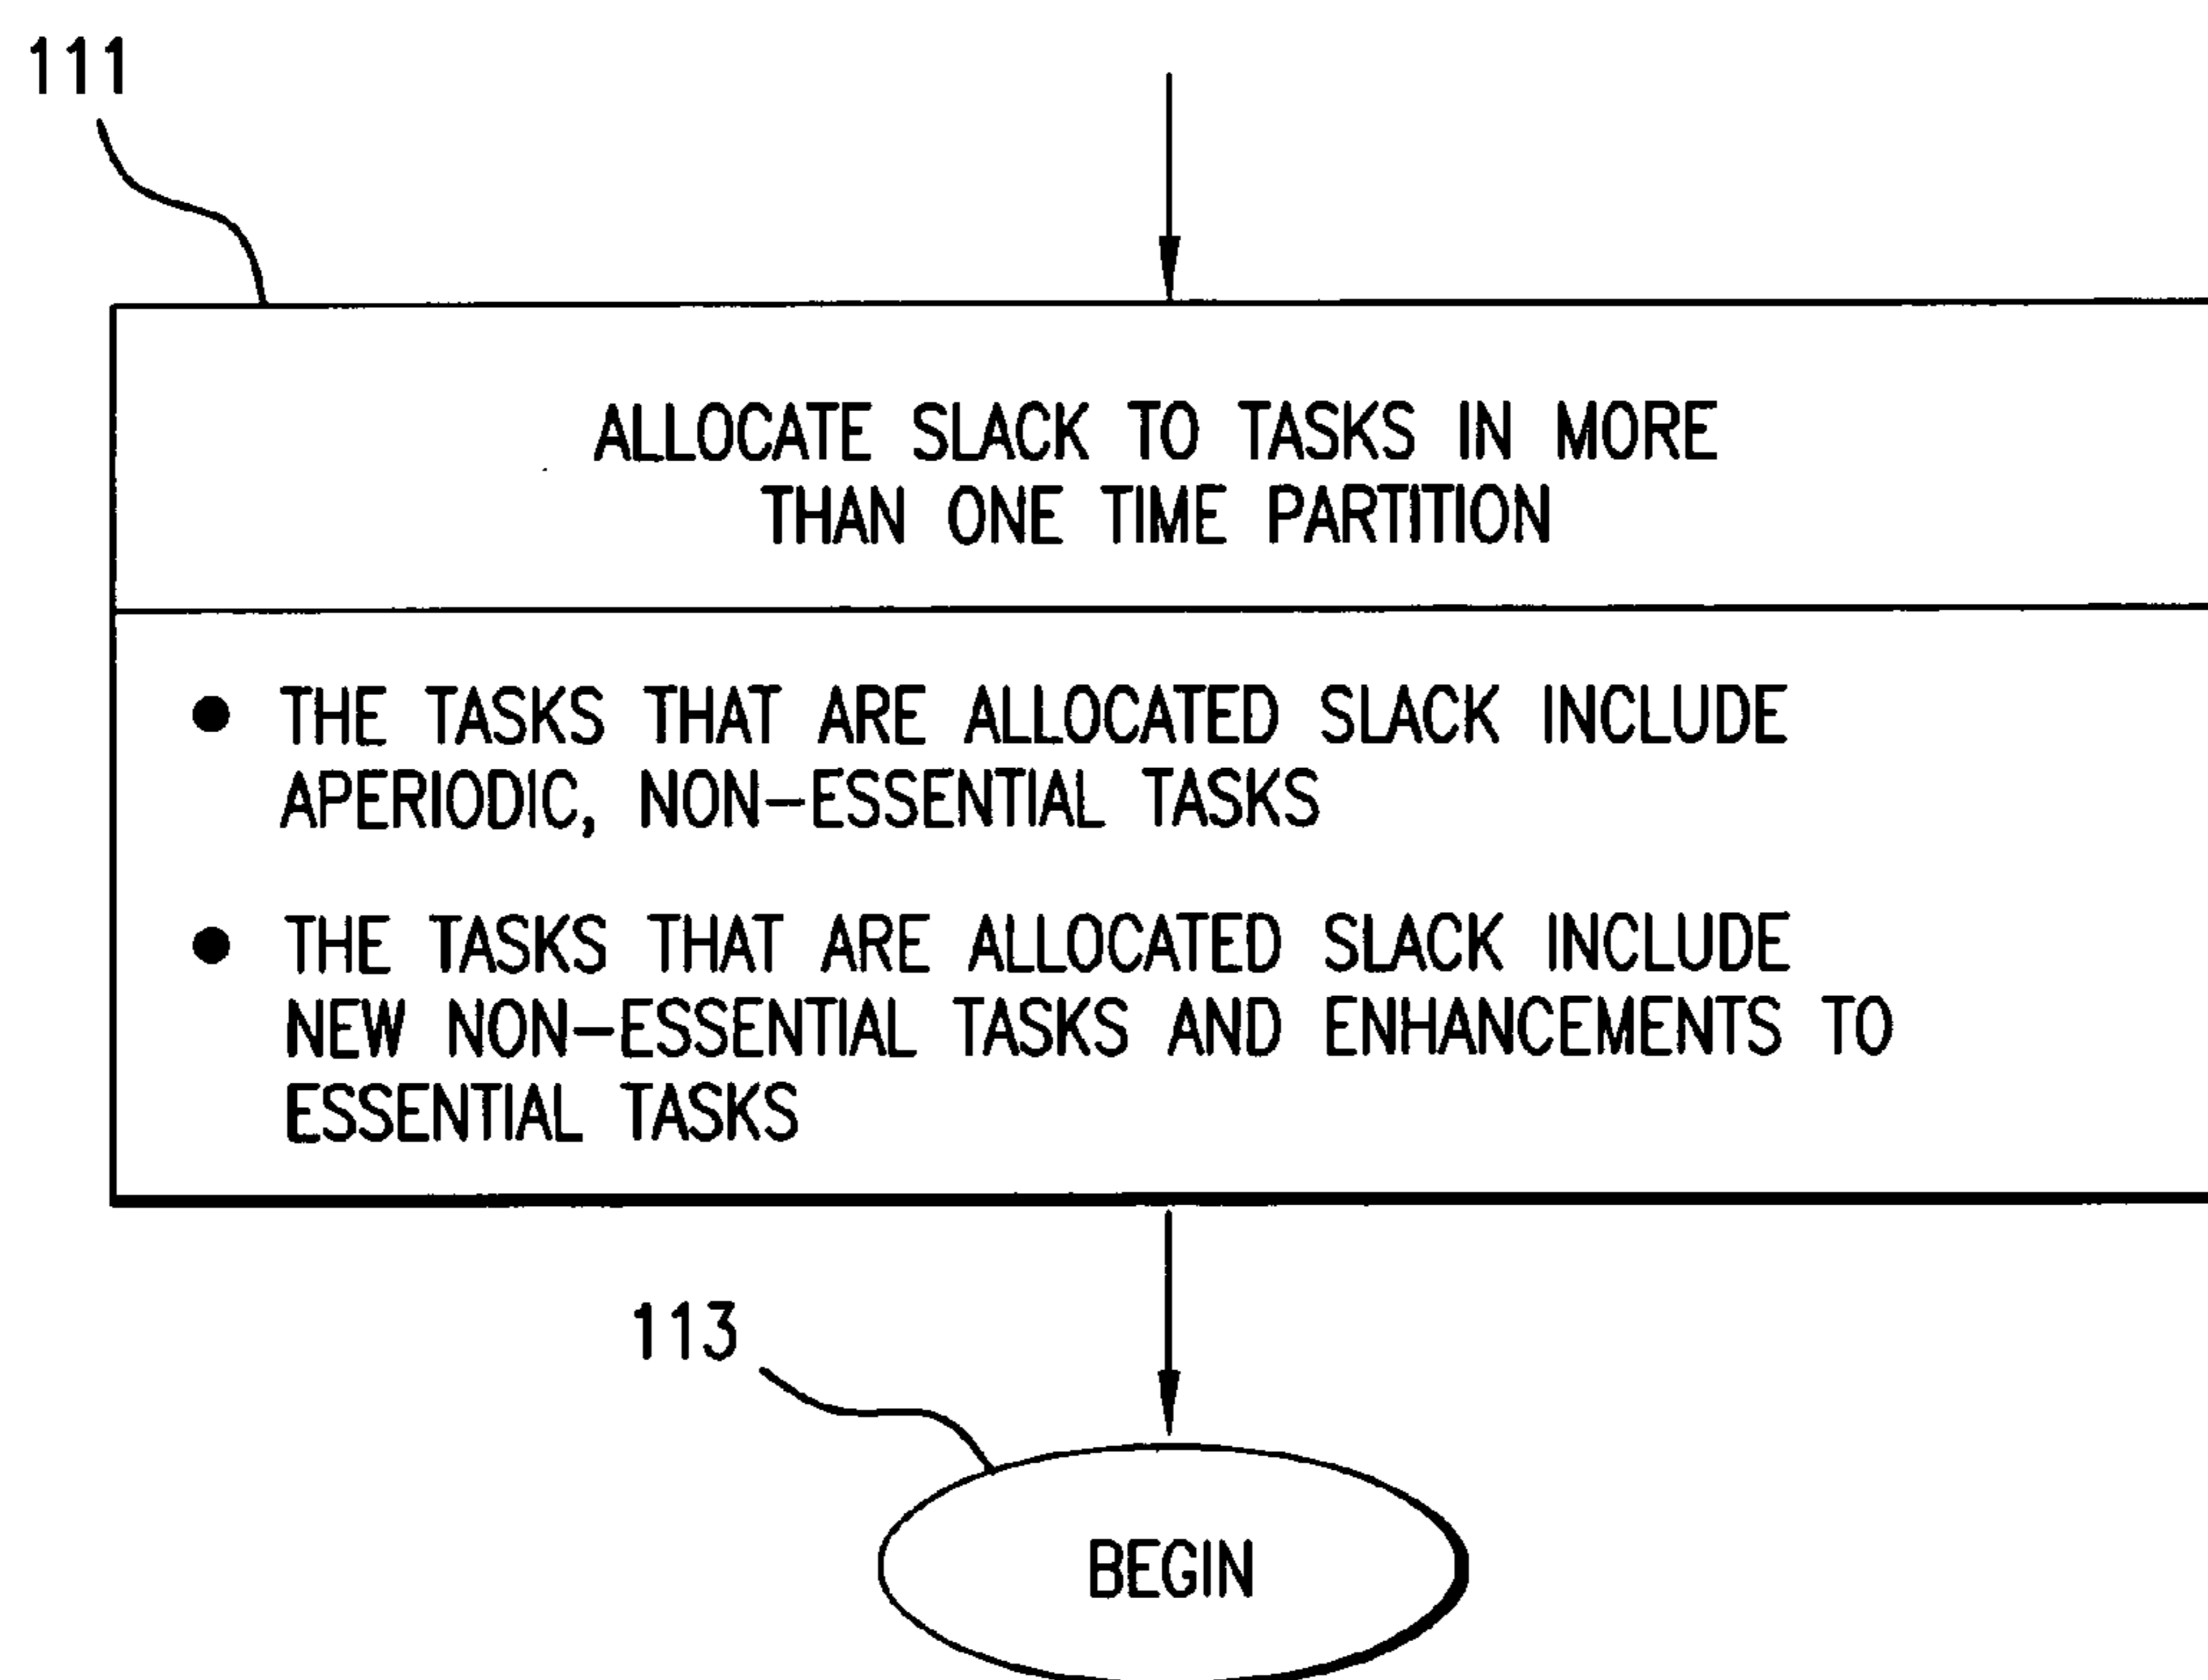 111
ALLOCATE SLACK TO TASKS IN MORE
THAN ONE TIME PARTITION
● THE TASKS THAT ARE ALLOCATED SLACK INCLUDE
APERIODIC, NON-ESSENTIAL TASKS
● THE TASKS THAT ARE ALLOCATED SLACK INCLUDE
NEW NON-ESSENTIAL TASKS AND ENHANCEMENTS TO
ESSENTIAL TASKS
113
BEGIN